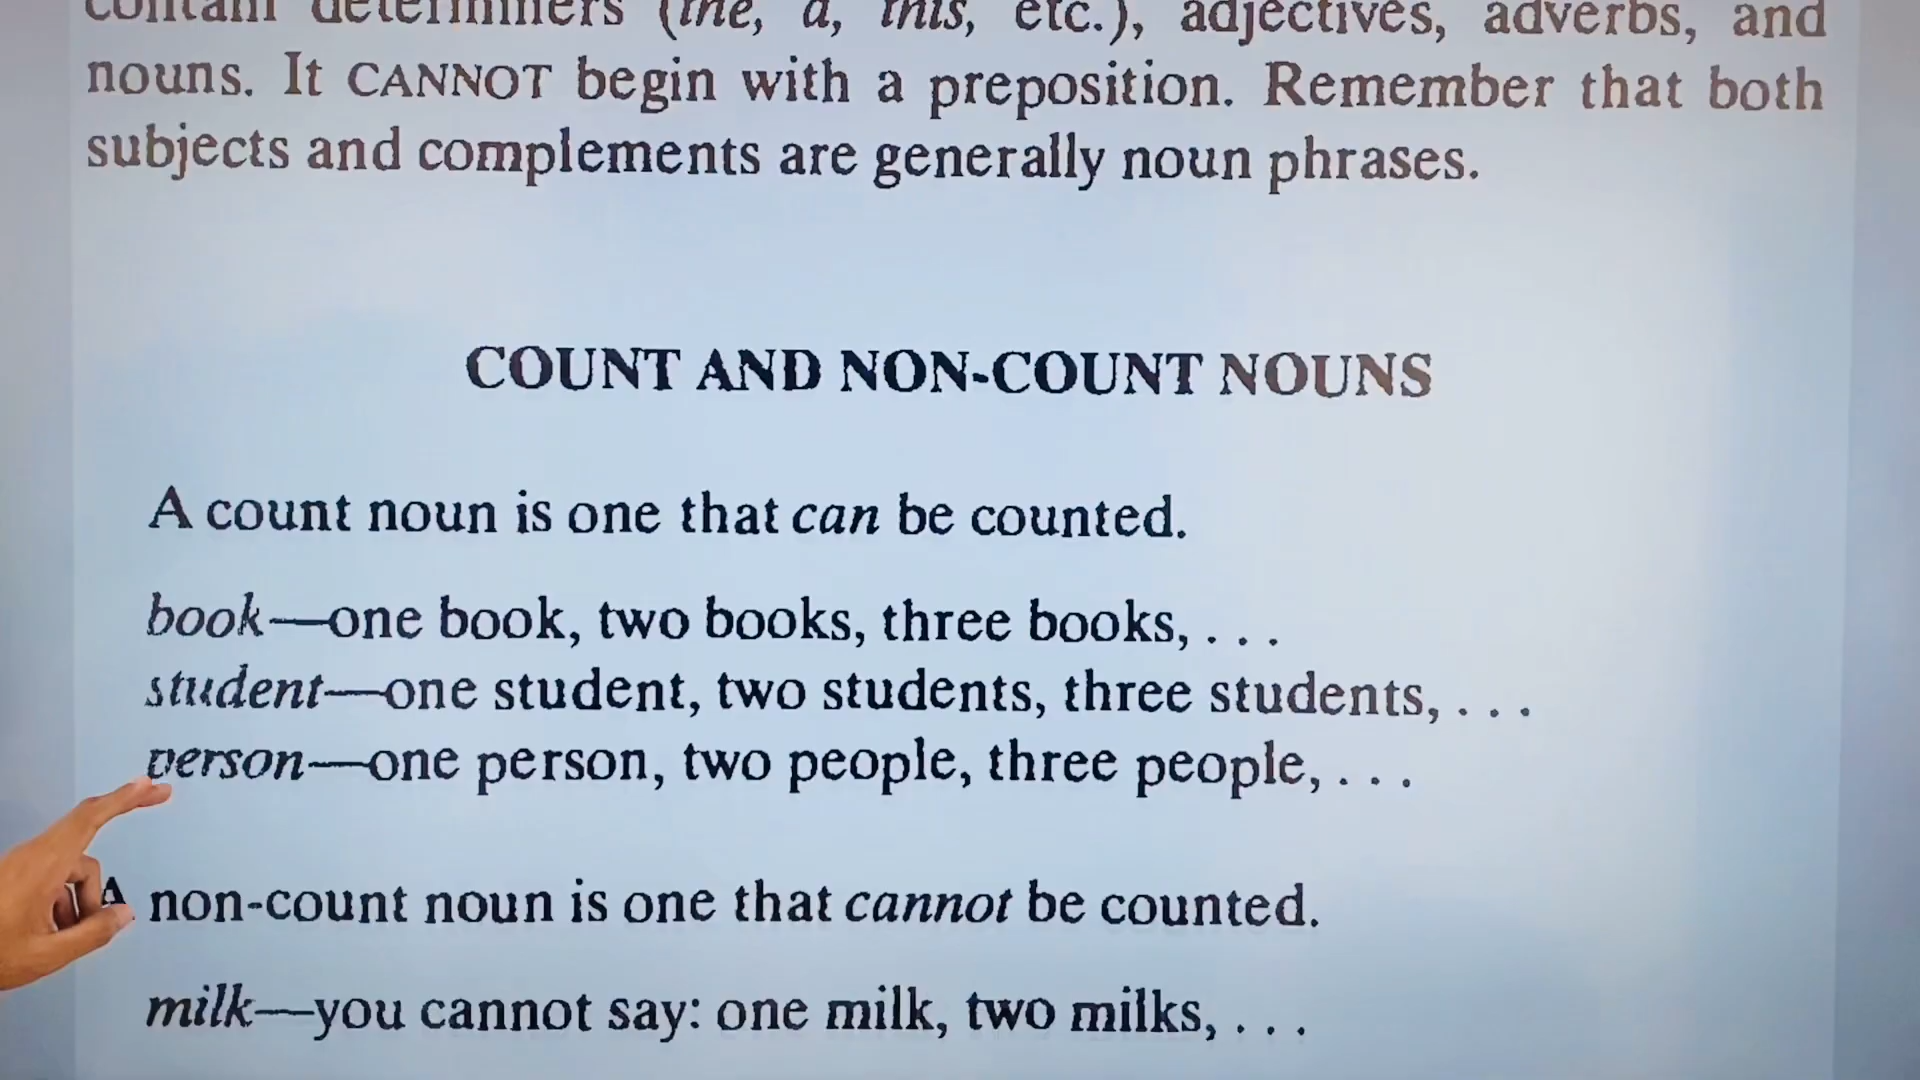 contain determiners (the, a, this, etc.), adjectives, adverbs, and
nouns. It CANNOT begin with a preposition. Remember that both
subjects and complements are generally noun phrases.
COUNT AND NON-COUNT NOUNS
A count noun is one that can be counted.
book—one book, two books, three books, . . .
student—one student, two students, three students, . . .
person—one person, two people, three people, . . .
A non-count noun is one that cannot be counted.
milk—you cannot say: one milk, two milks, . . .